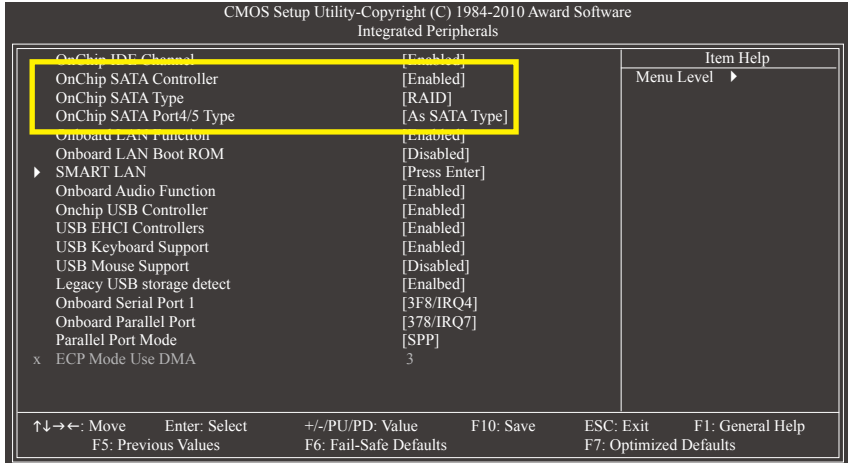 CMOS Setup Utility-Copyright (C) 1984-2010 Award Software
Integrated Peripherals
OnChip IDE Channel [Enabled]
OnChip SATA Controller [Enabled]
OnChip SATA Type [RAID]
OnChip SATA Port4/5 Type [As SATA Type]
Onboard LAN Function [Enabled]
Onboard LAN Boot ROM [Disabled]
SMART LAN [Press Enter]
Onboard Audio Function [Enabled]
Onchip USB Controller [Enabled]
USB EHCI Controllers [Enabled]
USB Keyboard Support [Enabled]
USB Mouse Support [Disabled]
Legacy USB storage detect [Enalbed]
Onboard Serial Port 1 [3F8/IRQ4]
Onboard Parallel Port [378/IRQ7]
Parallel Port Mode [SPP]
x ECP Mode Use DMA 3
Item Help
Menu Level
↑↓→←: Move Enter: Select +/-/PU/PD: Value F10: Save ESC: Exit F1: General Help
F5: Previous Values F6: Fail-Safe Defaults F7: Optimized Defaults